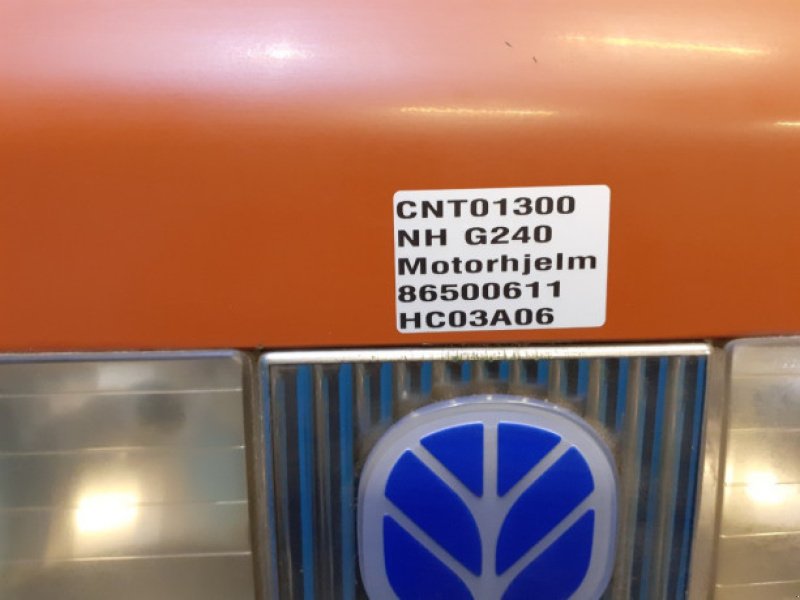 CNT01300
NH G240
Motorhjelm
86500611
HC03A06